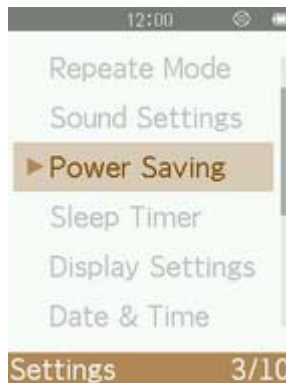 12:00
Repeate Mode
Sound Settings
Power Saving
Sleep Timer
Display Settings
Date & Time
Settings 3/10